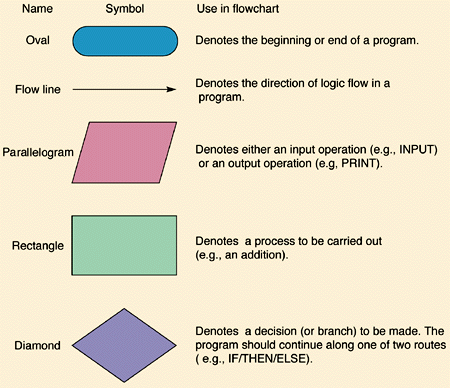 Name Symbol Use in flowchart
Oval Denotes the beginning or end of a program.
Flow line Denotes the direction of logic flow in a
program.
Parallelogram Denotes either an input operation (e.g., INPUT)
or an output operation (e.g, PRINT).
Rectangle Denotes a process to be carried out
(e.g., an addition).
Diamond Denotes a decision (or branch) to be made. The
program should continue along one of two routes
( e.g., IF/THEN/ELSE).